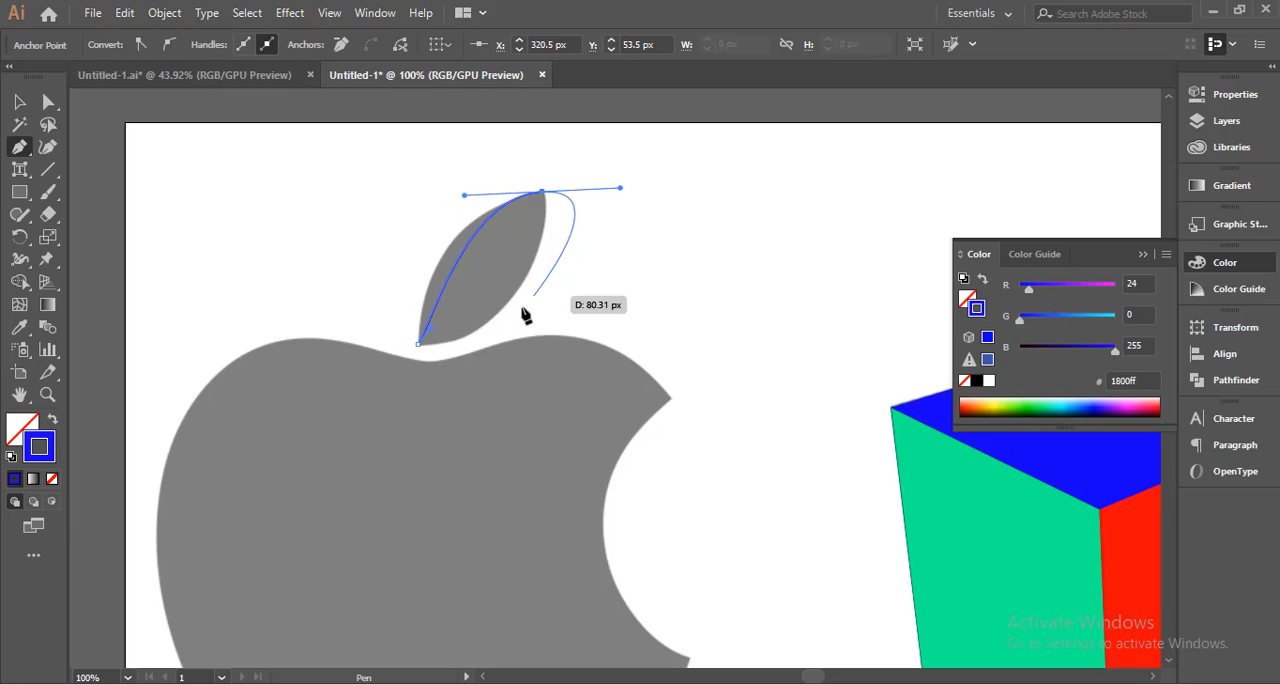 Ai File Edit Object Type Select Effect View Window Help Essentials Search Adobe Stock
Anchor Point Convert: Handles: Anchors: X: 320.5 px Y: 53.5 px W: 0 px H: 0 px
Untitled-1.ai* @ 43.92% (RGB/GPU Preview) × Untitled-1* @ 100% (RGB/GPU Preview) ×
Properties
Layers
Libraries
Gradient
Graphic St...
Color
Color Guide
Transform
Align
Pathfinder
Character
Paragraph
OpenType
Color Color Guide
R 24
G 0
B 255
# 1800ff
D: 80.31 px
Activate Windows
Go to Settings to activate Windows.
100% 1 Pen